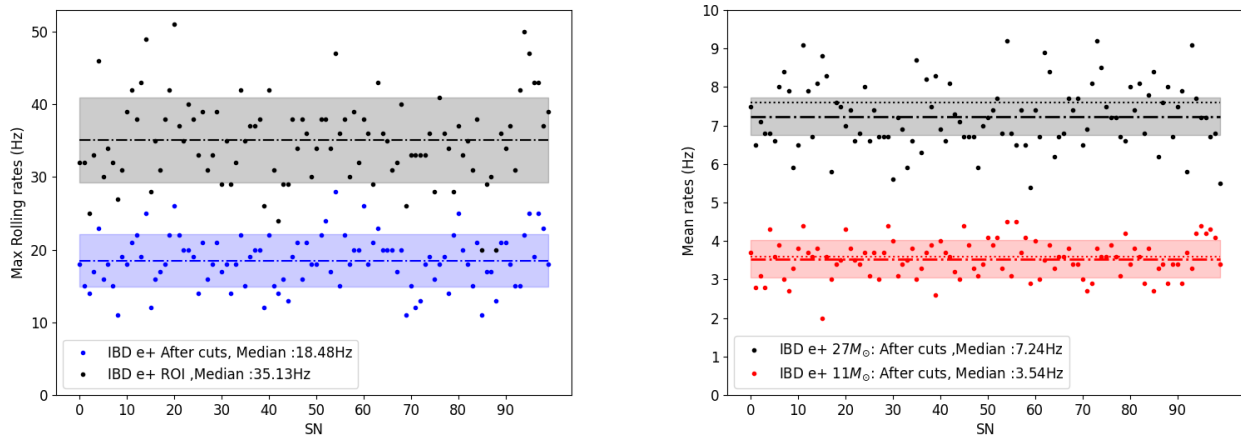 50
40
30
20
10
0
Max Rolling rates (Hz)
IBD e+ After cuts, Median :18.48Hz
IBD e+ ROI ,Median :35.13Hz
0 10 20 30 40 50 60 70 80 90
SN
10
9
8
7
6
5
4
3
2
1
0
Mean rates (Hz)
IBD e+ 27M☉: After cuts ,Median :7.24Hz
IBD e+ 11M☉: After cuts, Median :3.54Hz
0 10 20 30 40 50 60 70 80 90
SN